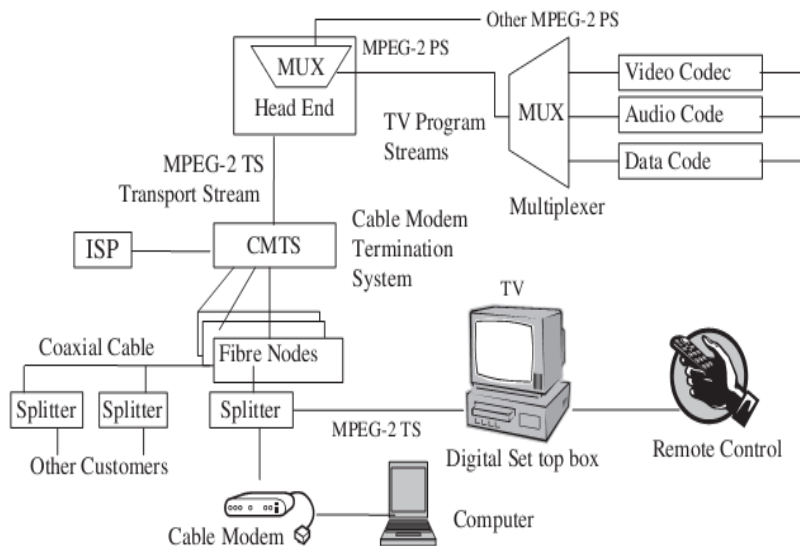 Other MPEG-2 PS
MPEG-2 PS
MUX
Head End
Video Codec
MUX
Audio Code
TV Program
Streams
Data Code
MPEG-2 TS
Transport Stream
Multiplexer
Cable Modem
Termination
System
ISP
CMTS
TV
Coaxial Cable
Fibre Nodes
Splitter
Splitter
Splitter
MPEG-2 TS
Other Customers
Digital Set top box
Remote Control
Cable Modem
Computer